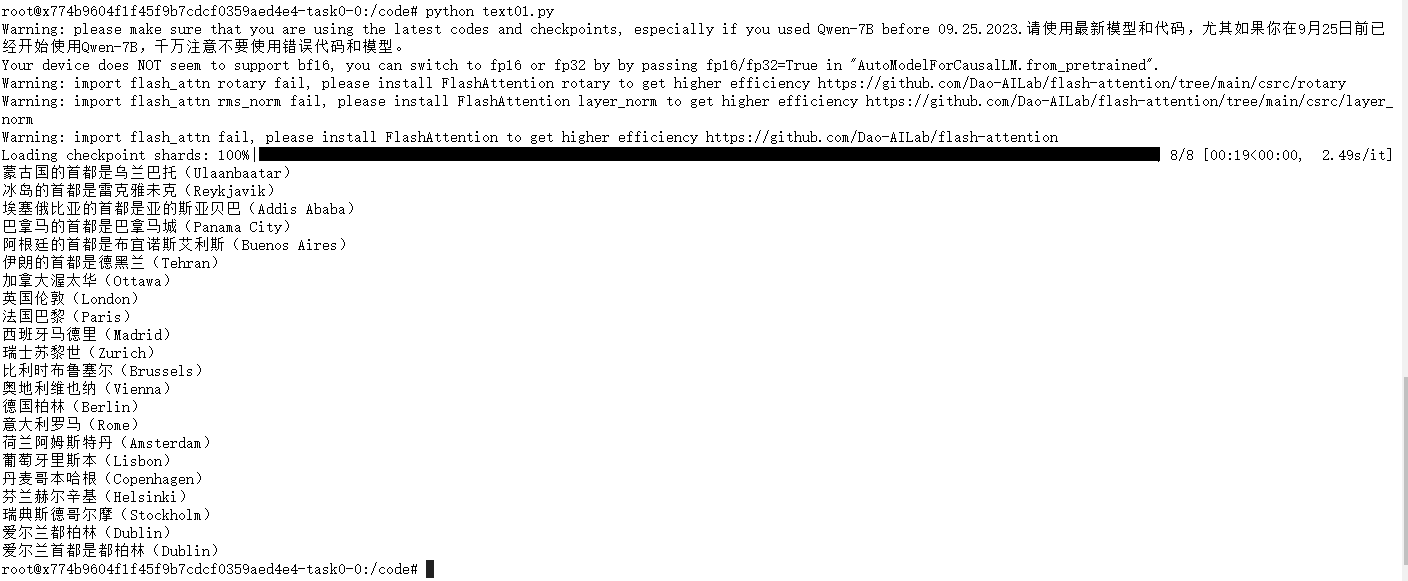 root@x774b9604f1f45f9b7cdcf0359aed4e4-task0-0:/code# python text01.py
Warning: please make sure that you are using the latest codes and checkpoints, especially if you used Qwen-7B before 09.25.2023.请使用最新模型和代码，尤其如果你在9月25日前已
经开始使用Qwen-7B，千万注意不要使用错误代码和模型。
Your device does NOT seem to support bf16, you can switch to fp16 or fp32 by by passing fp16/fp32=True in "AutoModelForCausalLM.from_pretrained".
Warning: import flash_attn rotary fail, please install FlashAttention rotary to get higher efficiency https://github.com/Dao-AILab/flash-attention/tree/main/csrc/rotary
Warning: import flash_attn rms_norm fail, please install FlashAttention layer_norm to get higher efficiency https://github.com/Dao-AILab/flash-attention/tree/main/csrc/layer_
norm
Warning: import flash_attn fail, please install FlashAttention to get higher efficiency https://github.com/Dao-AILab/flash-attention
Loading checkpoint shards: 100%| 8/8 [00:19<00:00,  2.49s/it]
蒙古国的首都是乌兰巴托（Ulaanbaatar）
冰岛的首都是雷克雅未克（Reykjavik）
埃塞俄比亚的首都是亚的斯亚贝巴（Addis Ababa）
巴拿马的首都是巴拿马城（Panama City）
阿根廷的首都是布宜诺斯艾利斯（Buenos Aires）
伊朗的首都是德黑兰（Tehran）
加拿大渥太华（Ottawa）
英国伦敦（London）
法国巴黎（Paris）
西班牙马德里（Madrid）
瑞士苏黎世（Zurich）
比利时布鲁塞尔（Brussels）
奥地利维也纳（Vienna）
德国柏林（Berlin）
意大利罗马（Rome）
荷兰阿姆斯特丹（Amsterdam）
葡萄牙里斯本（Lisbon）
丹麦哥本哈根（Copenhagen）
芬兰赫尔辛基（Helsinki）
瑞典斯德哥尔摩（Stockholm）
爱尔兰都柏林（Dublin）
爱尔兰首都是都柏林（Dublin）
root@x774b9604f1f45f9b7cdcf0359aed4e4-task0-0:/code#